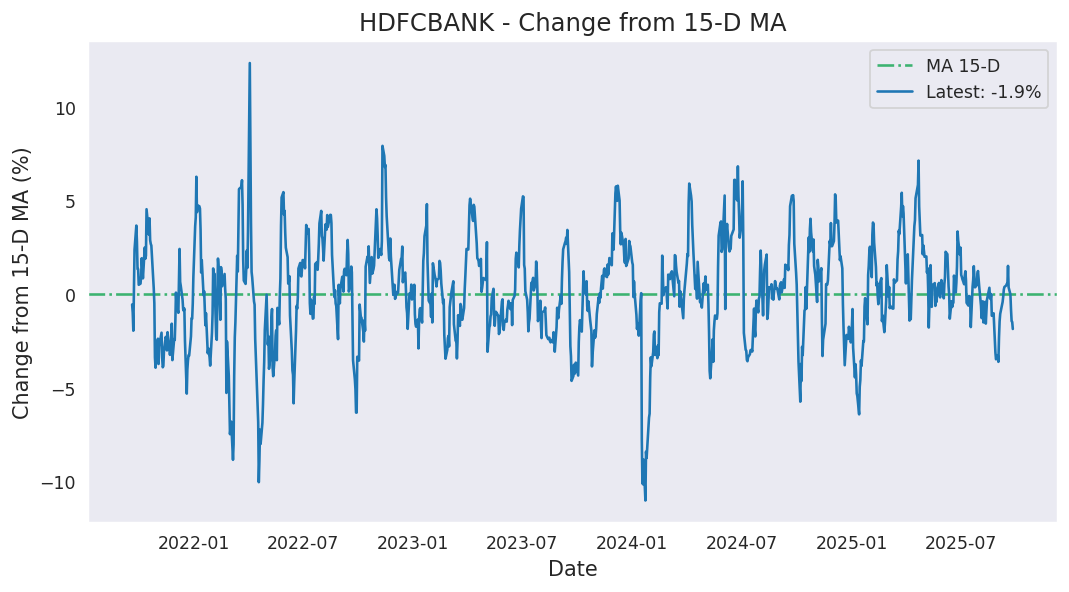 HDFCBANK - Change from 15-D MA
MA 15-D
Latest: -1.9%
Change from 15-D MA (%)
10
5
0
−5
−10
2022-01
2022-07
2023-01
2023-07
2024-01
2024-07
2025-01
2025-07
Date